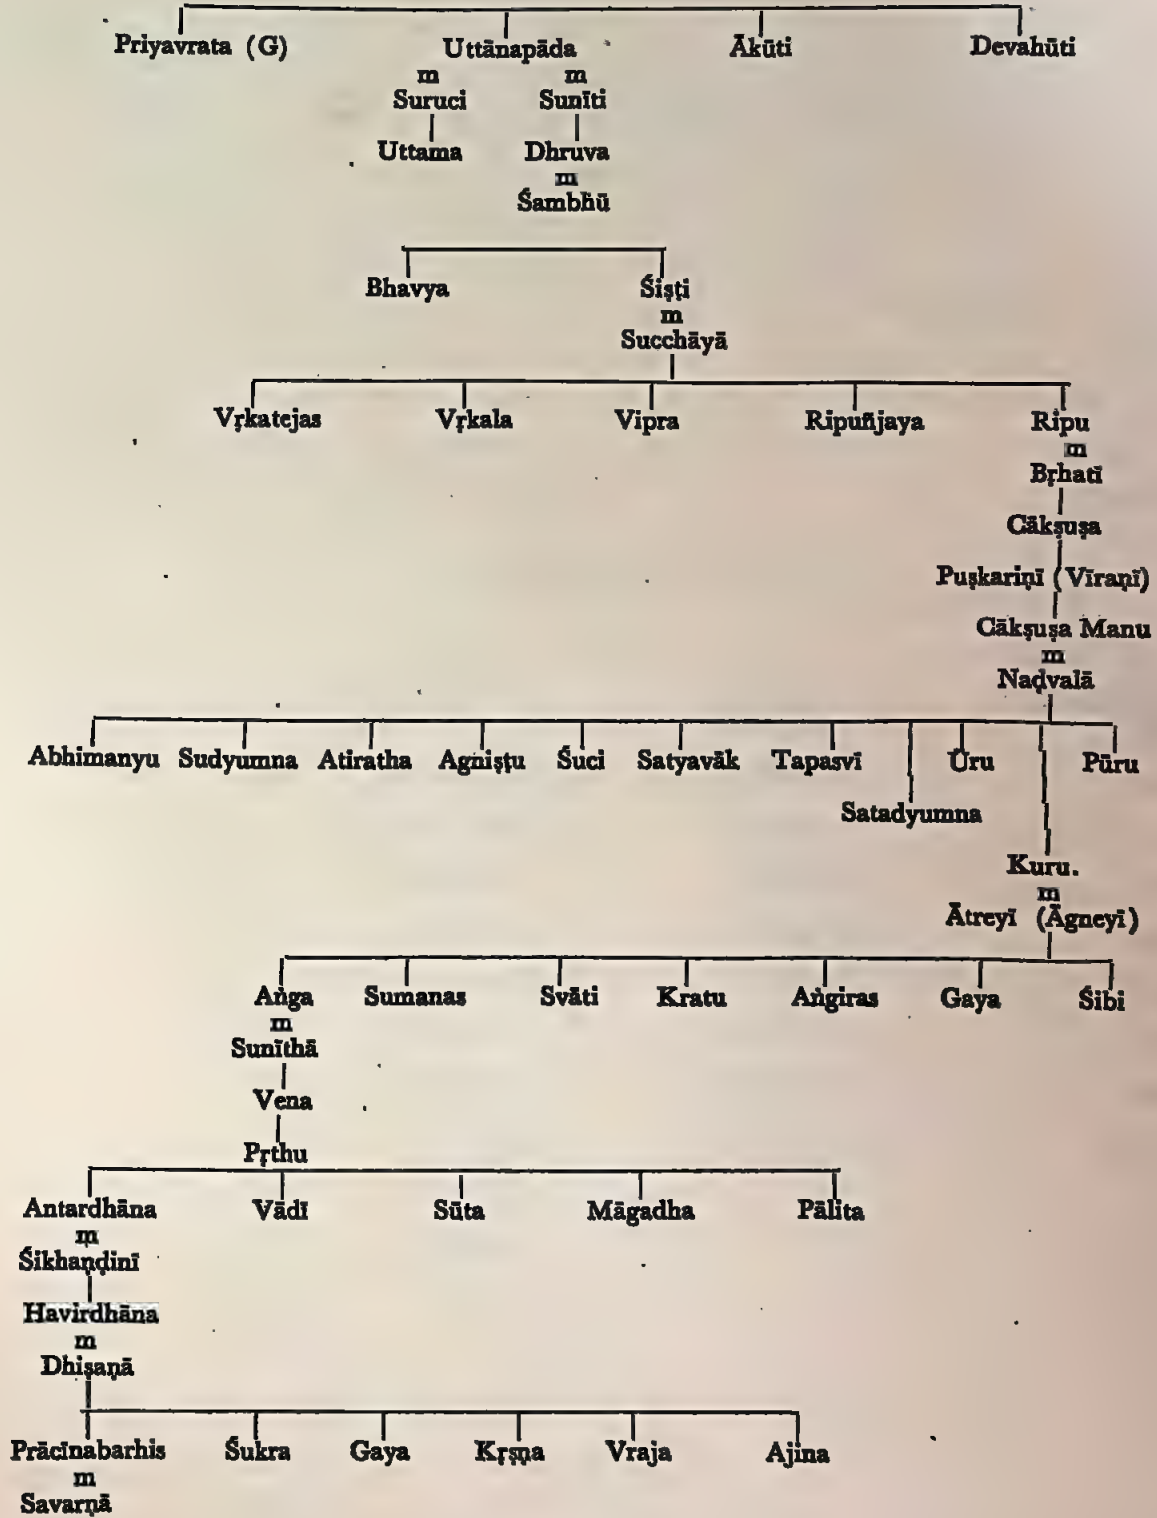 Priyavrata (G) Uttānapāda Ākūti Devahūti
m m
Suruci Sunīti
Uttama Dhruva
m
Śambhū
Bhavya Śiṣṭi
m
Succhāyā
Vṛkatejas Vṛkala Vipra Ripuñjaya Ripu
m
Bṛhatī
Cākṣuṣa
Puṣkariṇī (Vīraṇī)
Cākṣuṣa Manu
m
Naḍvalā
Abhimanyu Sudyumna Atiratha Agniṣṭu Śuci Satyavāk Tapasvī Ūru Pūru
Satadyumna
Kuru.
m
Ātreyī (Āgneyī)
Aṅga Sumanas Svāti Kratu Aṅgiras Gaya Śibi
m
Sunīthā
Vena
Pṛthu
Antardhāna Vādī Sūta Māgadha Pālita
m
Śikhaṇḍinī
Havirdhāna
m
Dhiṣaṇā
Prācīnabarhis Śukra Gaya Kṛṣṇa Vraja Ajina
m
Savarṇā